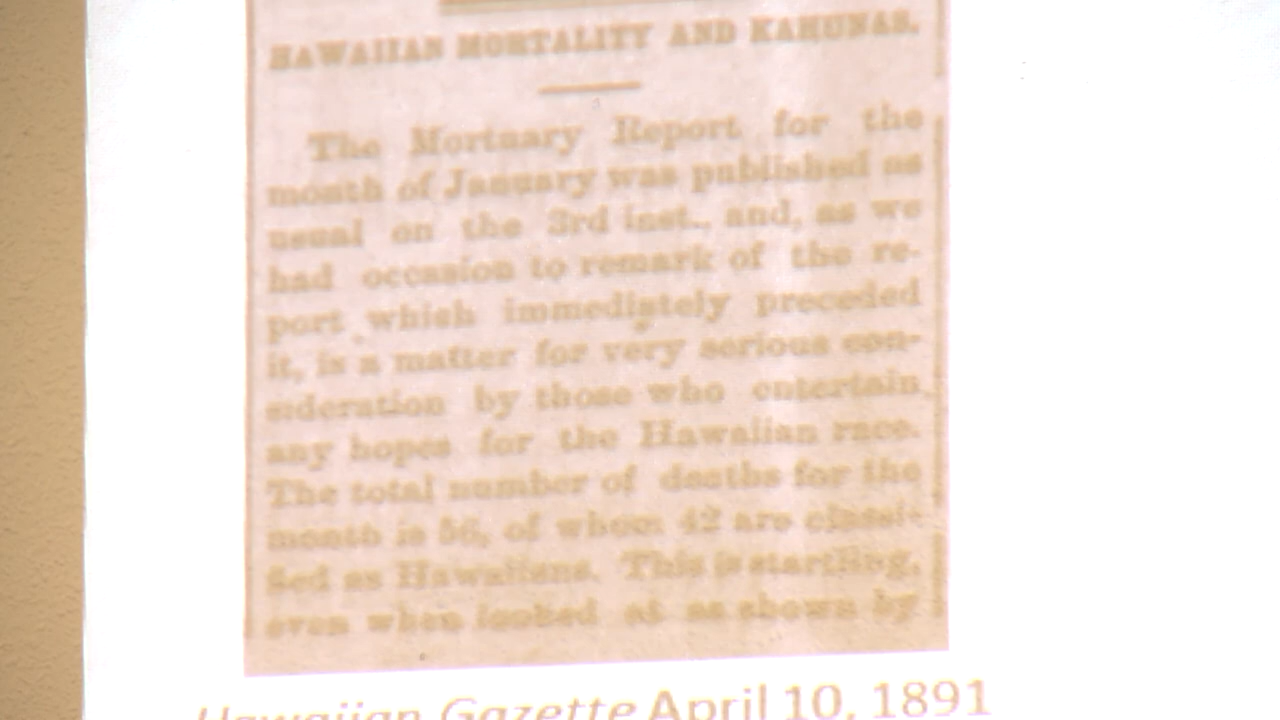 HAWAIIAN MORTALITY AND KAHUNAS.
The Mortuary Report for the
month of January was published as
usual on the 3rd inst., and, as we
had occasion to remark of the re-
port which immediately preceded
it, is a matter for very serious con-
sideration by those who entertain
any hopes for the Hawaiian race.
The total number of deaths for the
month is 56, of whom 42 are classi-
fied as Hawaiians. This is startling,
even when looked at as shown by
Hawaiian Gazette April 10, 1891